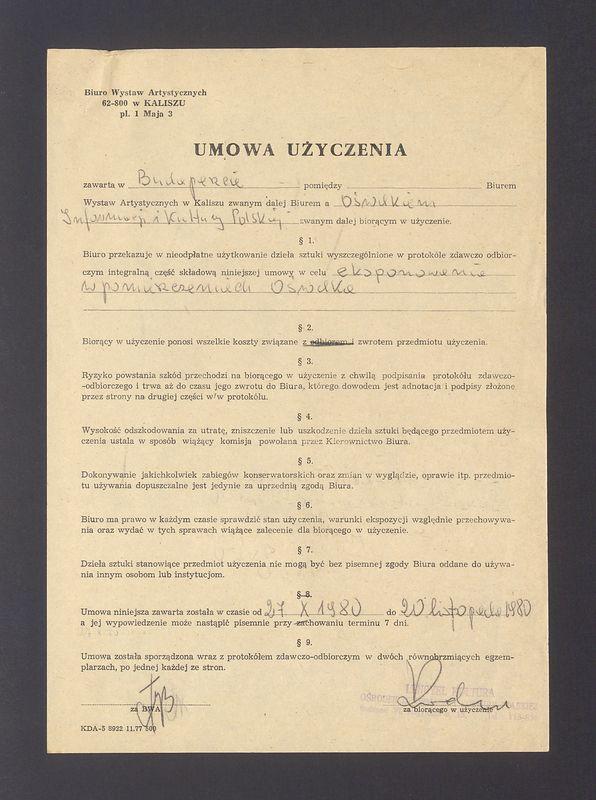 Biuro Wystaw Artystycznych
62-800 w KALISZU
pl. 1 Maja 3
UMOWA UŻYCZENIA
zawarta w Budapeszcie - pomiędzy Biurem
Wystaw Artystycznych w Kaliszu zwanym dalej Biurem a Ośrodkiem
Informacji i Kultury Polskiej - zwanym dalej biorącym w użyczenie.
§ 1.
Biuro przekazuje w nieodpłatne użytkowanie dzieła sztuki wyszczególnione w protokóle zdawczo odbior-
czym integralną część składową niniejszej umowy w celu eksponowania
w pomieszczeniach Ośrodka
§ 2.
Biorący w użyczenie ponosi wszelkie koszty związane z odbiorem i zwrotem przedmiotu użyczenia.
§ 3.
Ryzyko powstania szkód przechodzi na biorącego w użyczenie z chwilą podpisania protokółu zdawczo-
-odbiorczego i trwa aż do czasu jego zwrotu do Biura, którego dowodem jest adnotacja i podpisy złożone
przez strony na drugiej części w/w protokółu.
§ 4.
Wysokość odszkodowania za utratę, zniszczenie lub uszkodzenie dzieła sztuki będącego przedmiotem uży-
czenia ustala w sposób wiążący komisja powołana przez Kierownictwo Biura.
§ 5.
Dokonywanie jakichkolwiek zabiegów konserwatorskich oraz zmian w wyglądzie, oprawie itp. przedmio-
tu używania dopuszczalne jest jedynie za uprzednią zgodą Biura.
§ 6.
Biuro ma prawo w każdym czasie sprawdzić stan użyczenia, warunki ekspozycji względnie przechowywa-
nia oraz wydać w tych sprawach wiążące zalecenie dla biorącego w użyczenie.
§ 7.
Dzieła sztuki stanowiące przedmiot użyczenia nie mogą być bez pisemnej zgody Biura oddane do używa-
nia innym osobom lub instytucjom.
§ 8.
Umowa niniejsza zawarta została w czasie od 27 X 1980 do 20 listopada 1980
a jej wypowiedzenie może nastąpić pisemnie przy zachowaniu terminu 7 dni.
§ 9.
Umowa została sporządzona wraz z protokółem zdawczo-odbiorczym w dwóch równobrzmiących egzem-
plarzach, po jednej każdej ze stron.
za BWA
za biorącego w użyczenie
KDA-5 8922 11.77 500